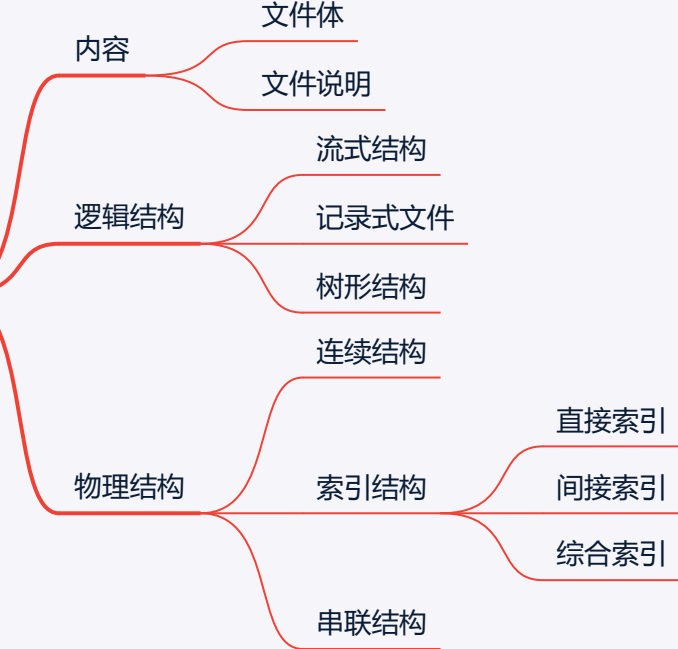 内容
文件体
文件说明
逻辑结构
流式结构
记录式文件
树形结构
物理结构
连续结构
索引结构
直接索引
间接索引
综合索引
串联结构